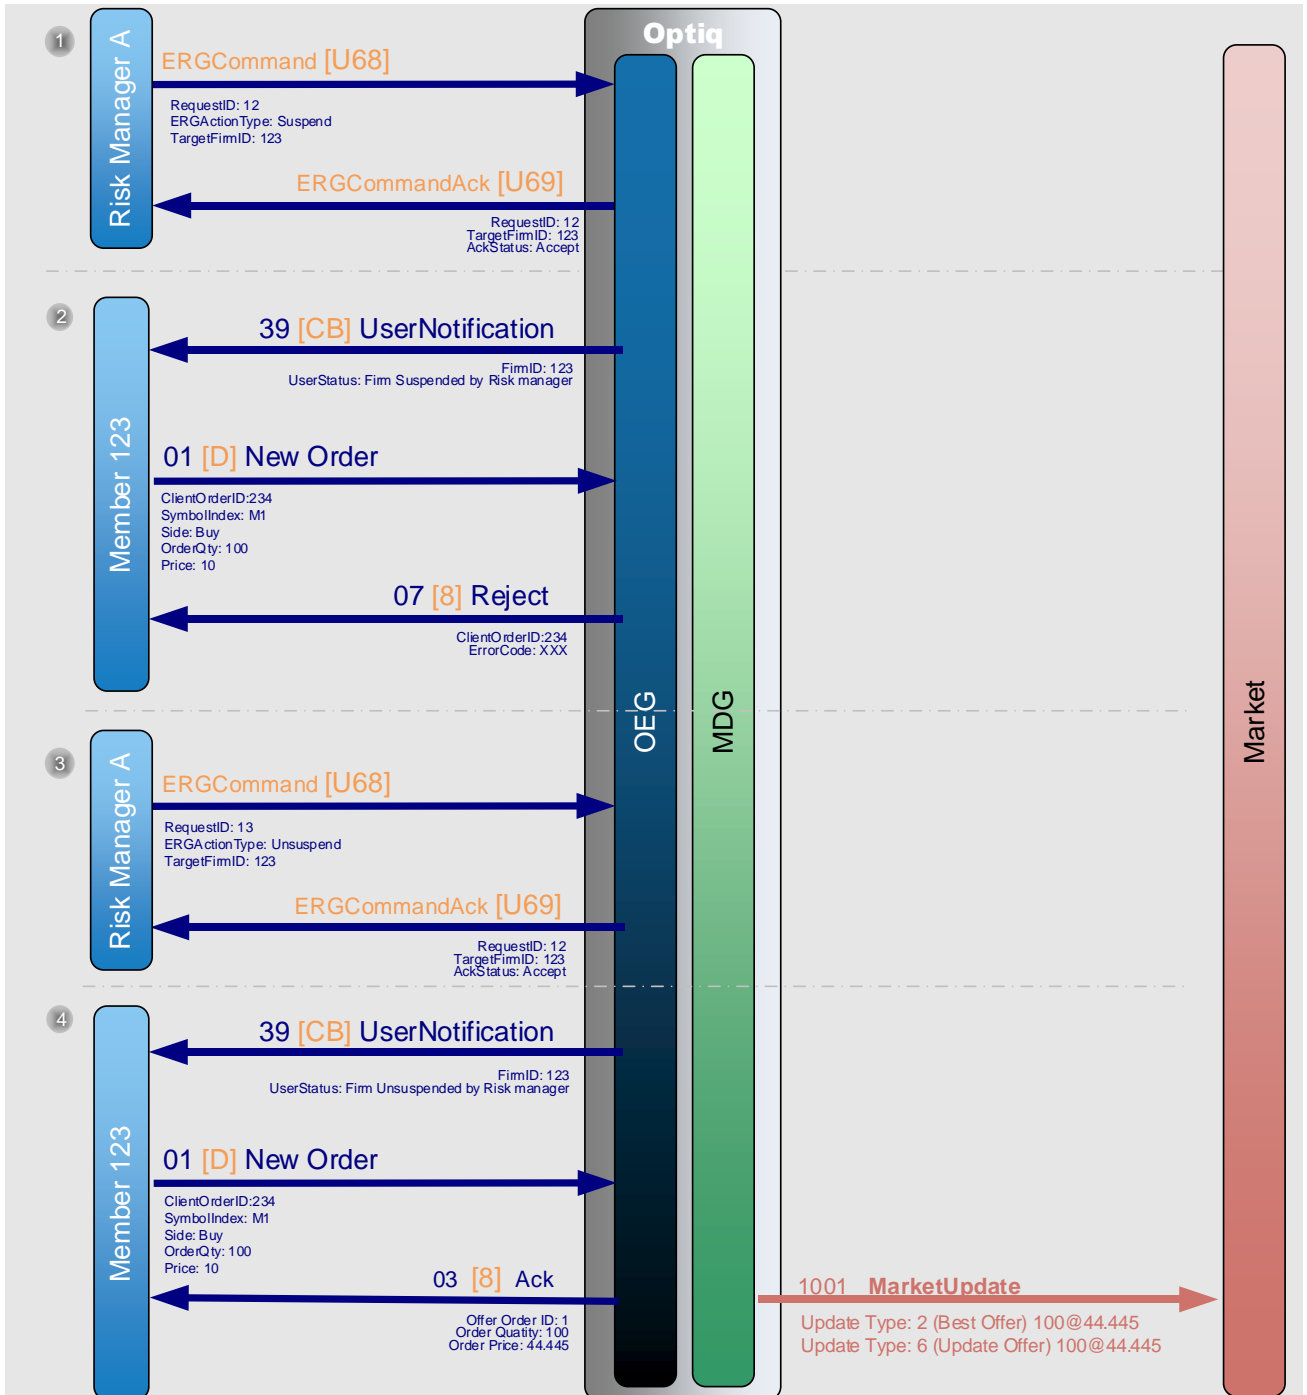 Optiq
1
Risk Manager A
ERGCommand [U68]
RequestID: 12
ERGActionType: Suspend
TargetFirmID: 123
ERGCommandAck [U69]
RequestID: 12
TargetFirmID: 123
AckStatus: Accept
2
Member 123
39 [CB] UserNotification
FirmID: 123
UserStatus: Firm Suspended by Risk manager
01 [D] New Order
ClientOrderID:234
SymbolIndex: M1
Side: Buy
OrderQty: 100
Price: 10
07 [8] Reject
ClientOrderID:234
ErrorCode: XXX
OEG
MDG
Market
3
Risk Manager A
ERGCommand [U68]
RequestID: 13
ERGActionType: Unsuspend
TargetFirmID: 123
ERGCommandAck [U69]
RequestID: 12
TargetFirmID: 123
AckStatus: Accept
4
Member 123
39 [CB] UserNotification
FirmID: 123
UserStatus: Firm Unsuspended by Risk manager
01 [D] New Order
ClientOrderID:234
SymbolIndex: M1
Side: Buy
OrderQty: 100
Price: 10
03 [8] Ack
Offer Order ID: 1
Order Quatity: 100
Order Price: 44.445
1001 MarketUpdate
Update Type: 2 (Best Offer) 100@44.445
Update Type: 6 (Update Offer) 100@44.445